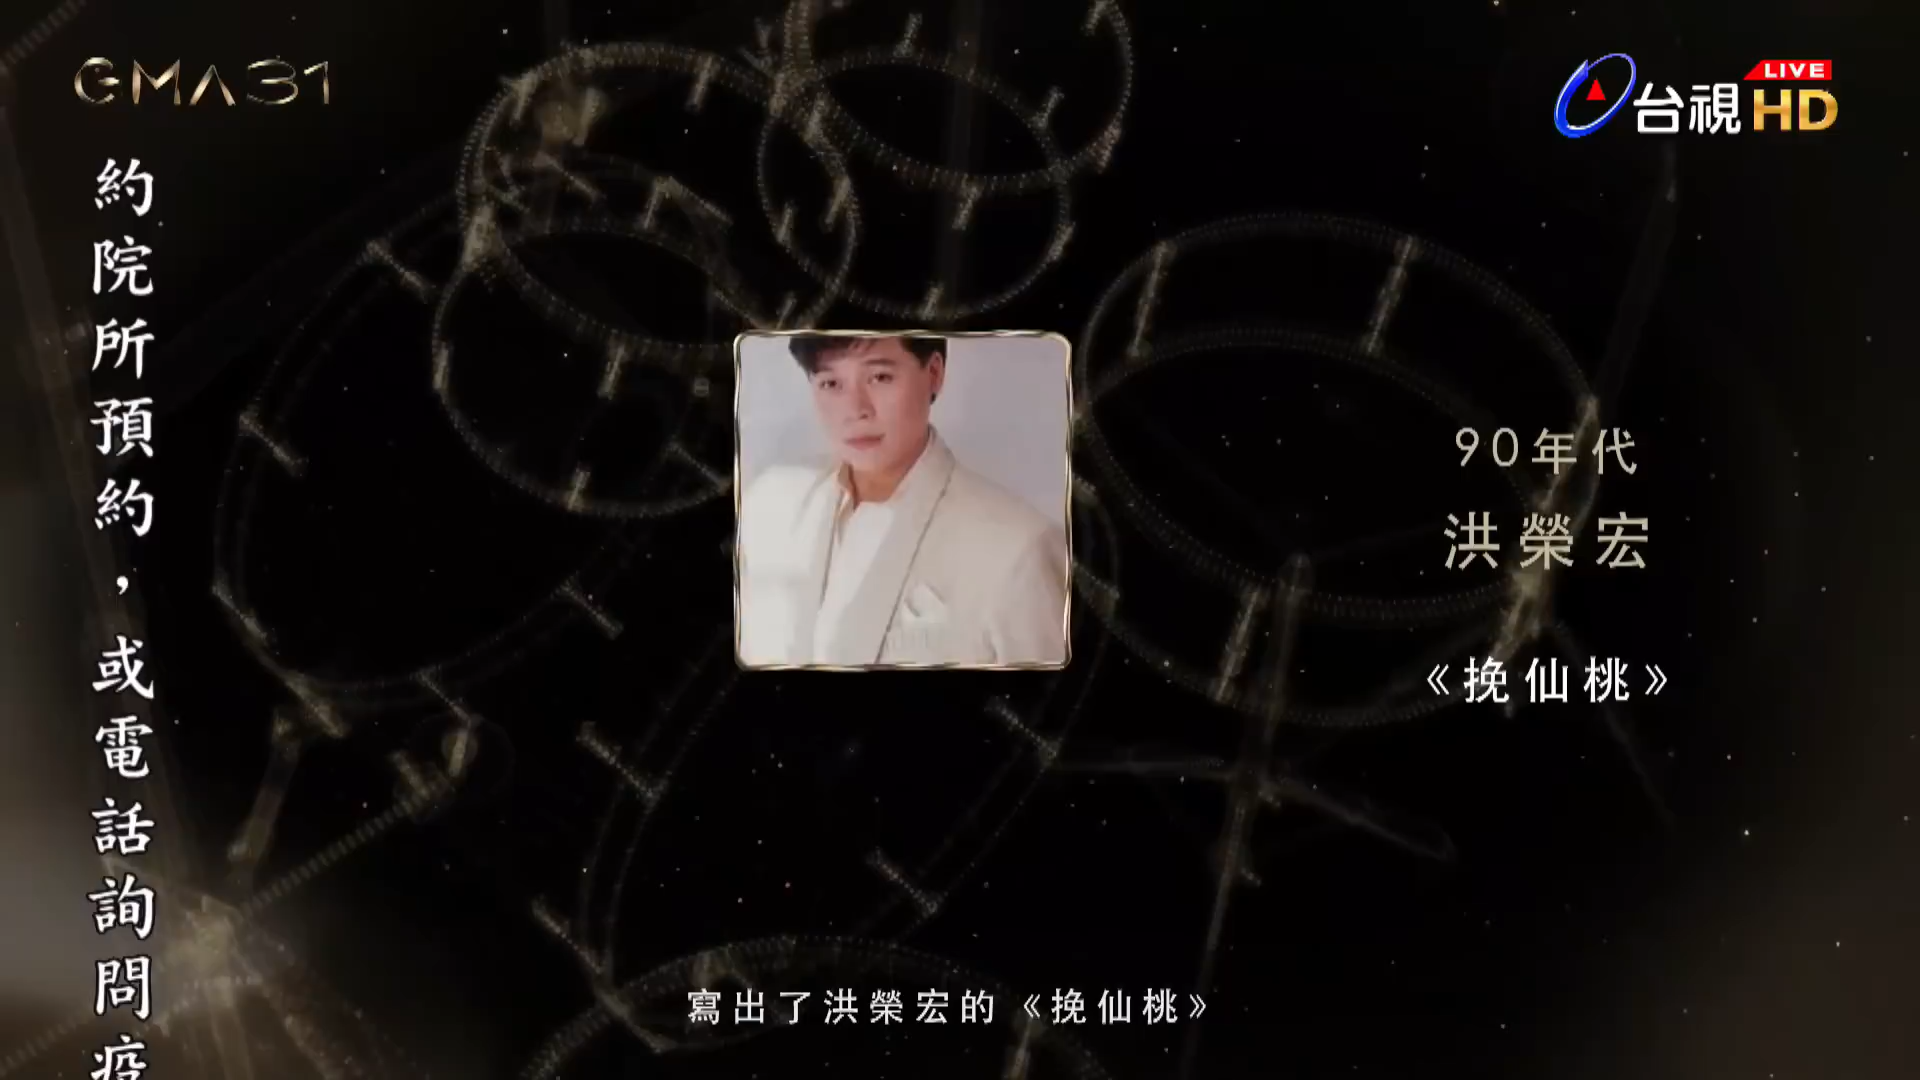 GMA31
LIVE
台視HD
約院所預約，或電話詢問疫
90年代
洪榮宏
《挽仙桃》
寫出了洪榮宏的《挽仙桃》